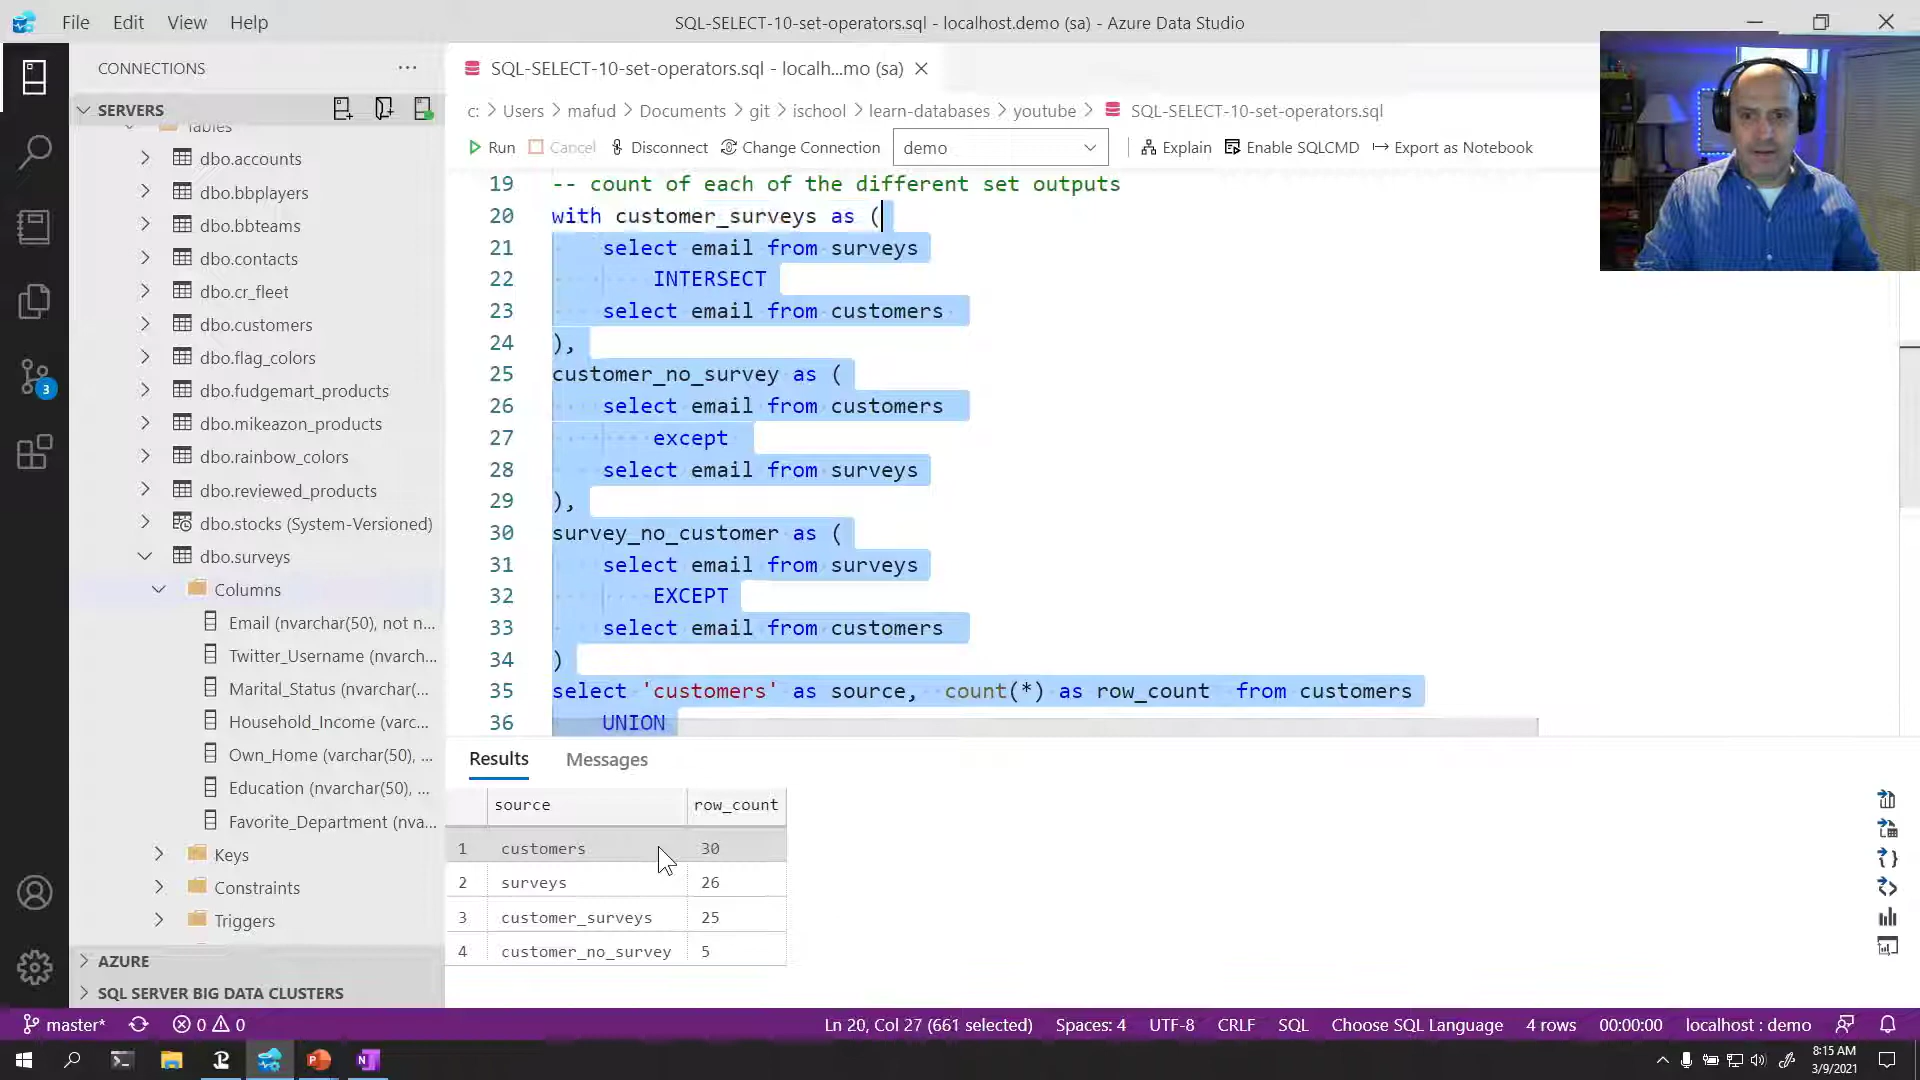 File Edit View Help
SQL-SELECT-10-set-operators.sql - localhost.demo (sa) - Azure Data Studio
CONNECTIONS
SERVERS
Tables
dbo.accounts
dbo.bbplayers
dbo.bbteams
dbo.contacts
dbo.cr_fleet
dbo.customers
dbo.flag_colors
dbo.fudgemart_products
dbo.mikeazon_products
dbo.rainbow_colors
dbo.reviewed_products
dbo.stocks (System-Versioned)
dbo.surveys
Columns
Email (nvarchar(50), not n...
Twitter_Username (nvarch...
Marital_Status (nvarchar(...
Household_Income (varc...
Own_Home (varchar(50), ...
Education (nvarchar(50), ...
Favorite_Department (nva...
Keys
Constraints
Triggers
AZURE
SQL SERVER BIG DATA CLUSTERS
3
SQL-SELECT-10-set-operators.sql - localh...mo (sa)
c: > Users > mafud > Documents > git > ischool > learn-databases > youtube > SQL-SELECT-10-set-operators.sql
Run Cancel Disconnect Change Connection demo Explain Enable SQLCMD Export as Notebook
19 -- count of each of the different set outputs
20 with customer_surveys as (
21 select email from surveys
22 INTERSECT
23 select email from customers
24 ),
25 customer_no_survey as (
26 select email from customers
27 except
28 select email from surveys
29 ),
30 survey_no_customer as (
31 select email from surveys
32 EXCEPT
33 select email from customers
34 )
35 select 'customers' as source, count(*) as row_count from customers
36 UNION
Results Messages
source row_count
1 customers 30
2 surveys 26
3 customer_surveys 25
4 customer_no_survey 5
master* 0 0 Ln 20, Col 27 (661 selected) Spaces: 4 UTF-8 CRLF SQL Choose SQL Language 4 rows 00:00:00 localhost : demo
8:15 AM
3/9/2021